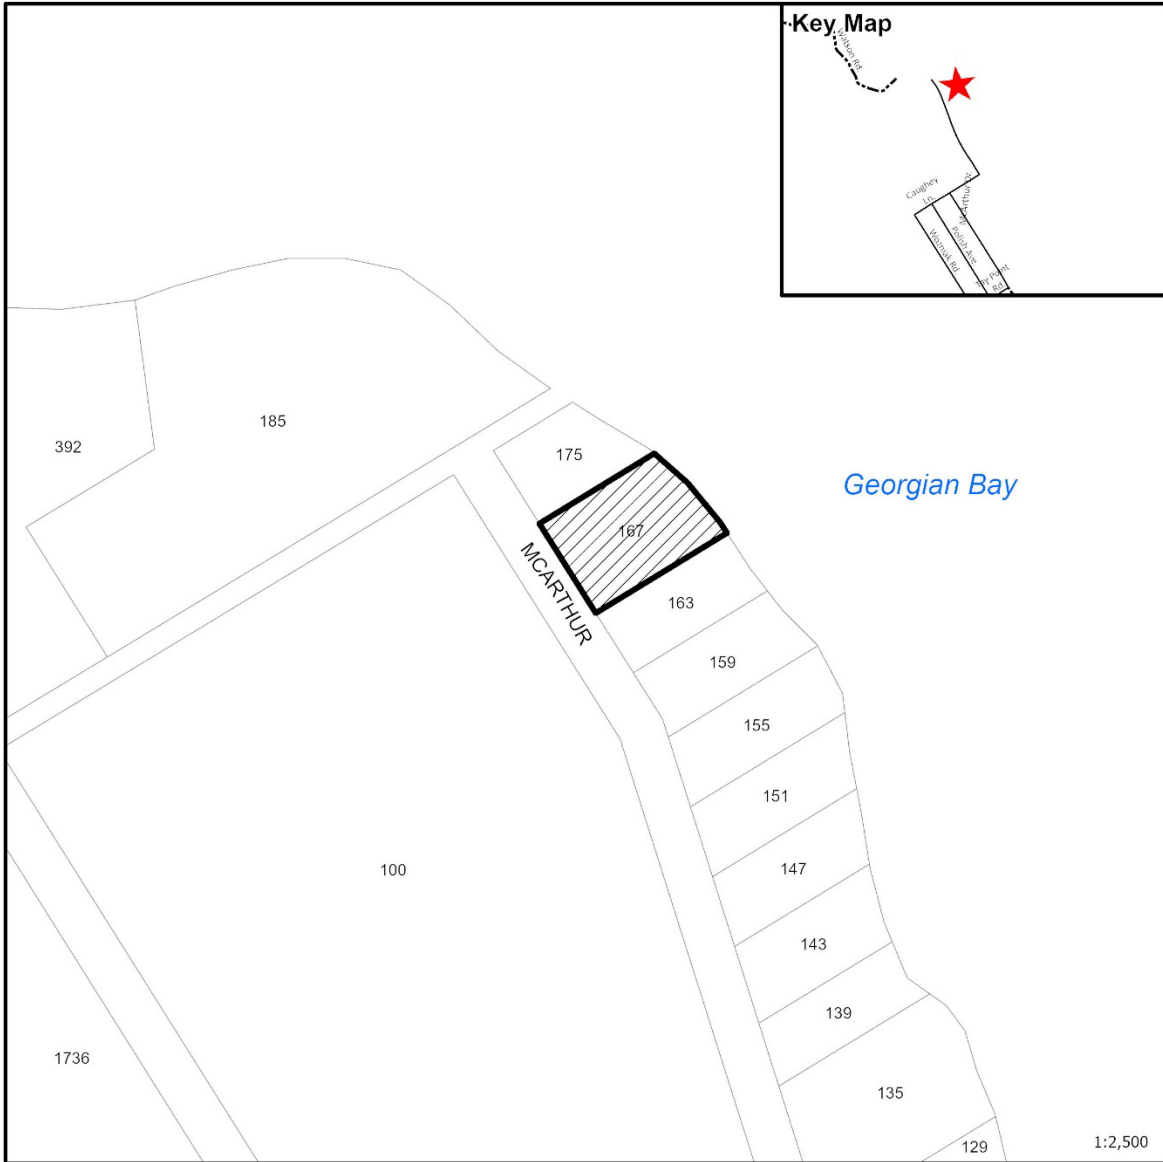 Key Map
Watson Rd.
Caughey
Ln.
McArthur Dr.
Polish Ave
Wozniak Rd.
Tay Point
Rd.
185
392
175
Georgian Bay
167
MCARTHUR
163
159
155
151
147
100
143
139
1736
135
129
1:2,500